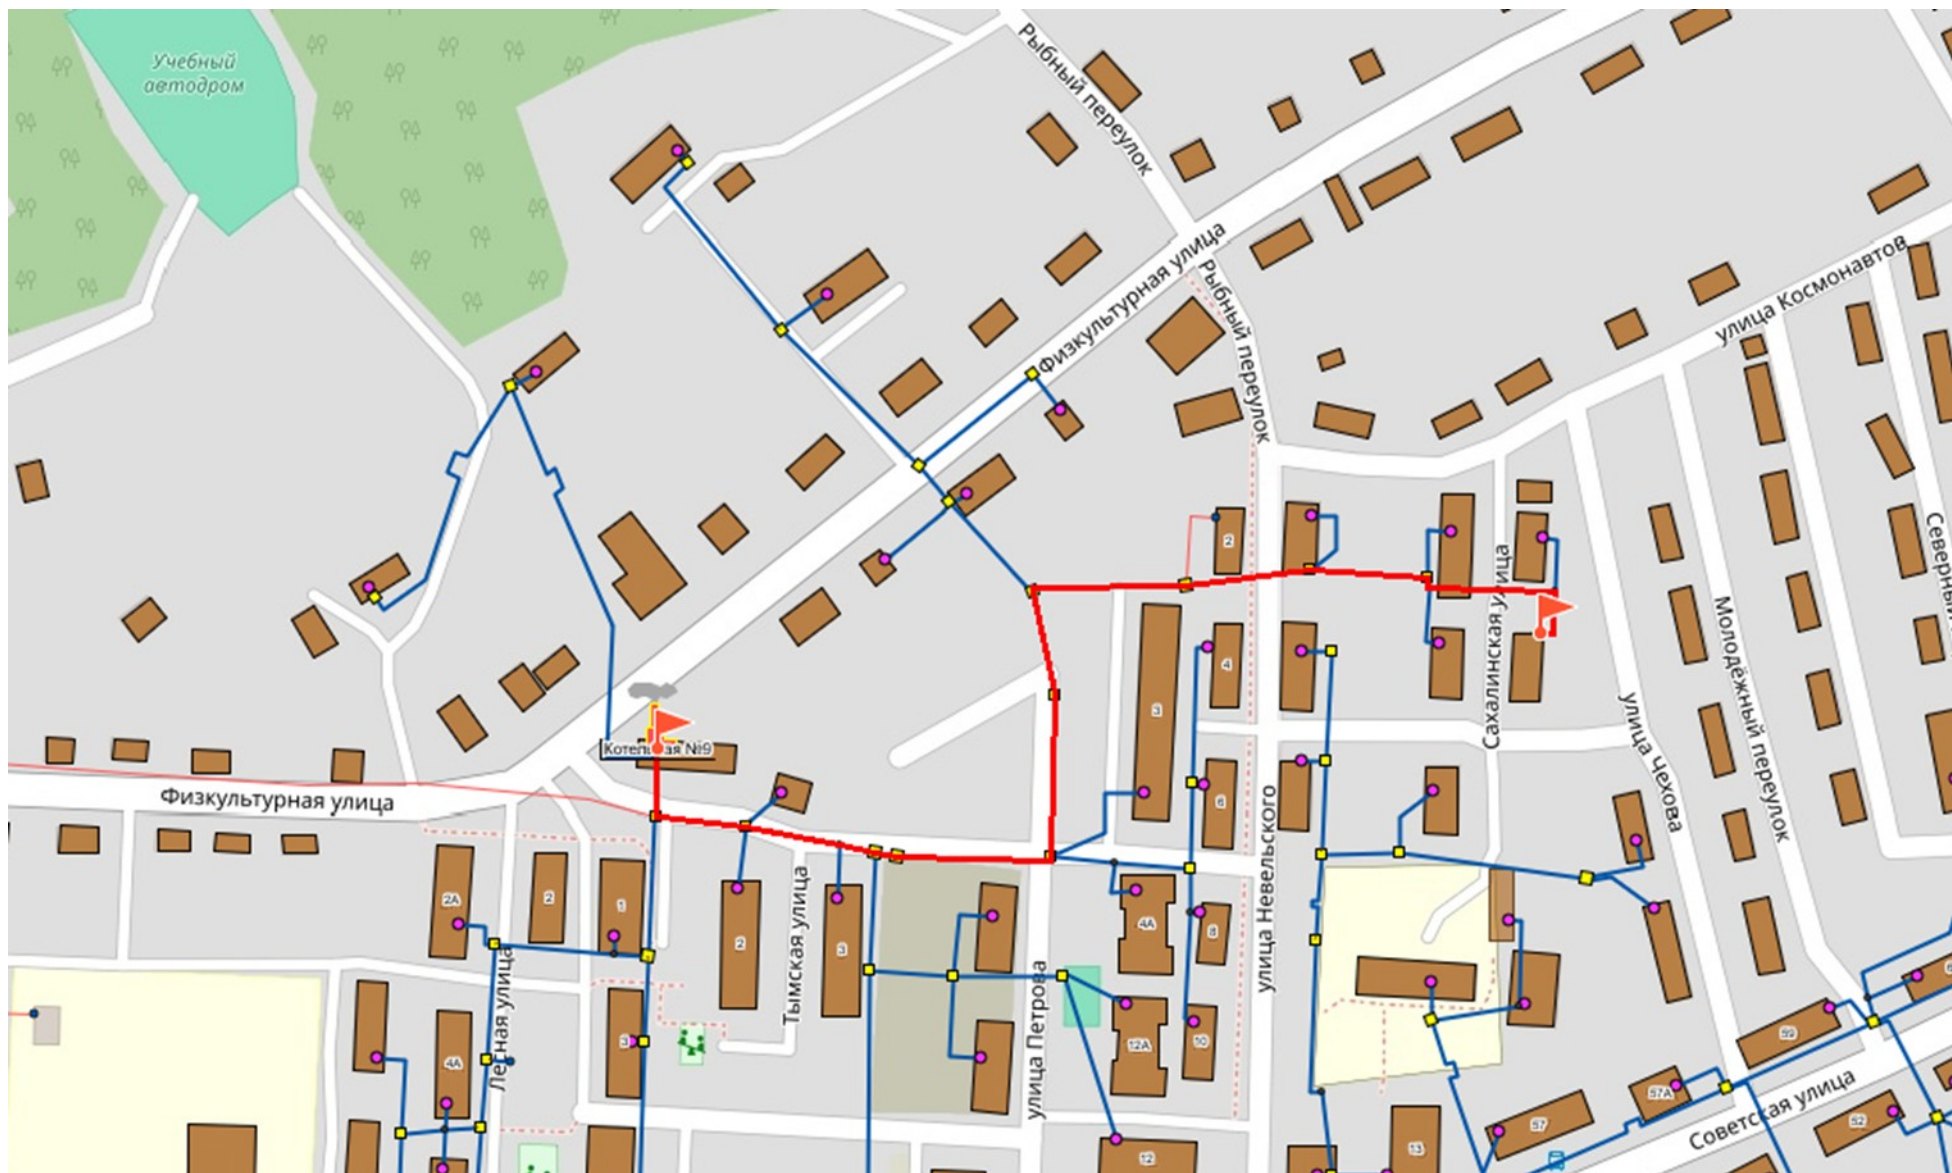 Учебный
автодром
Рыбный переулок
Физкультурная улица
Рыбный переулок
улица Космонавтов
2
4
3
6
Сахалинская улица
Молодёжный переулок
улица Чехова
Котельная №9
Физкультурная улица
улица Невельского
2А
2
1
2
3
4А
8
Тымская улица
Лесная улица
улица Петрова
3
4А
12А
10
59
57А
57
52
Советская улица
13
12